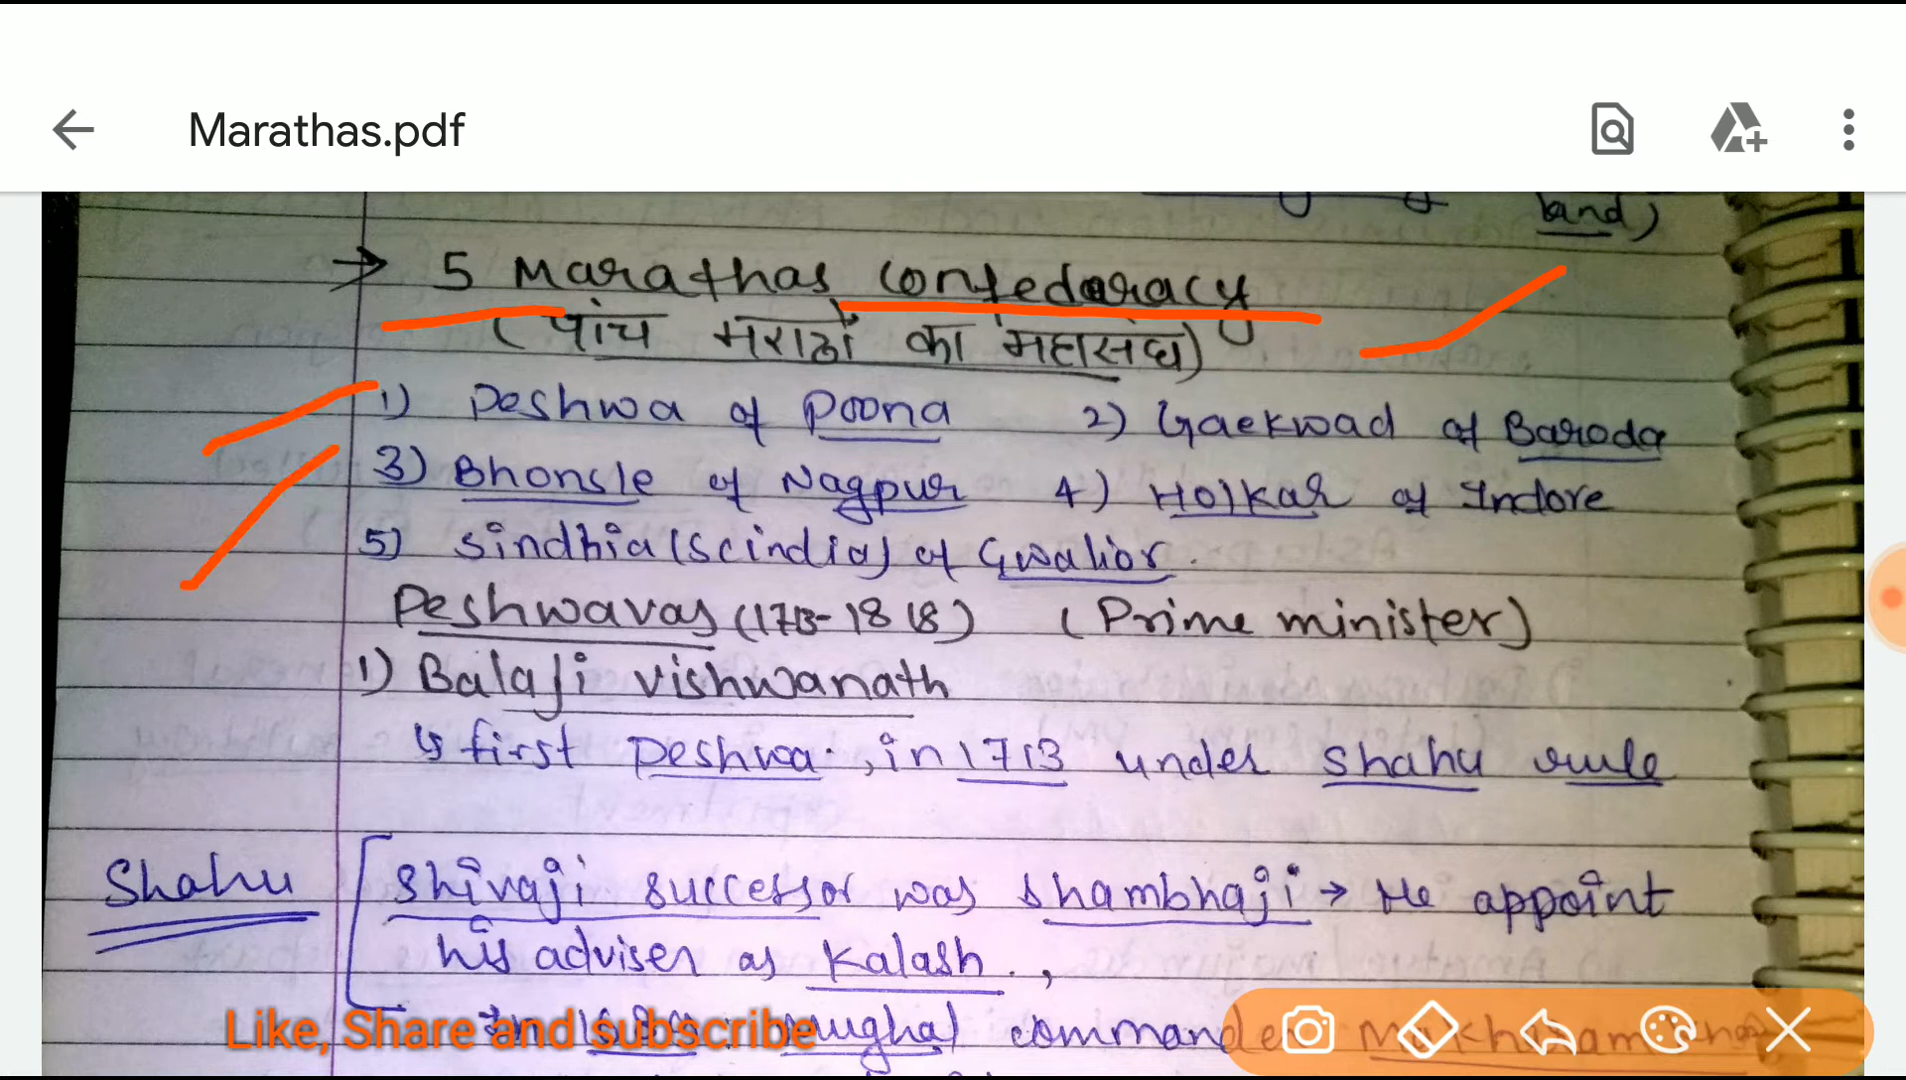 Marathas.pdf
land)
→ 5 Marathas confedaracy
(पांच मराठों का महासंघ)
1) Peshwa of Poona 2) Gaekwad of Baroda
3) Bhonsle of Nagpur 4) Holkar of Indore
5) Sindhia (Scindia) of Gwalior.
Peshwavas (1713-1818) (Prime minister)
1) Balaji vishwanath
↳ first peshwa, in 1713 under shahu rule
Shahu
Shivaji successor was shambhaji → He appoint
his adviser as Kalash.,
Like, Share and subscribe
In mughal commander